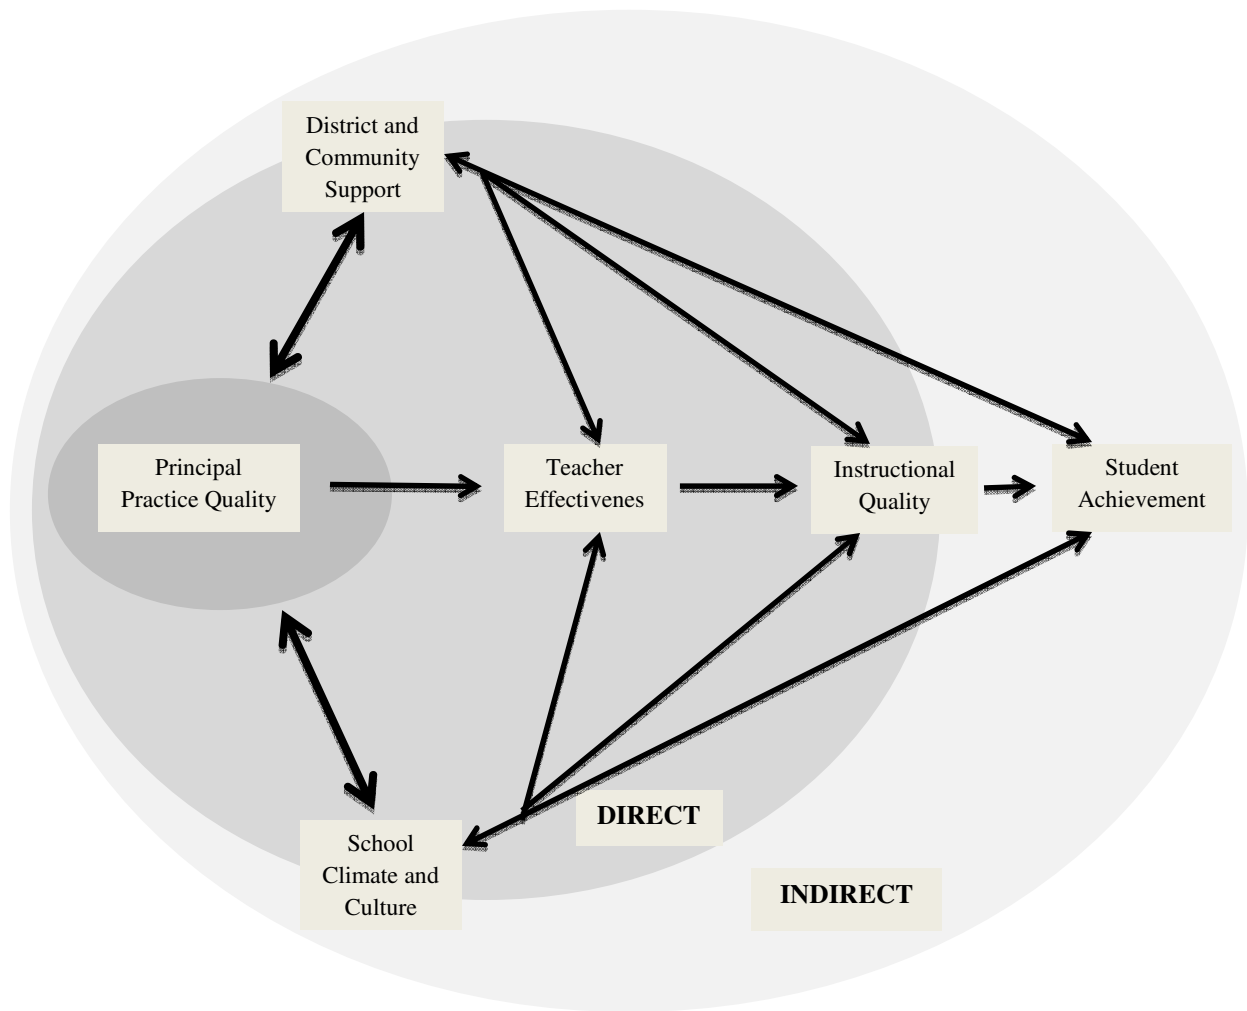 District and
Community
Support
Principal
Practice Quality
Teacher
Effectivenes
Instructional
Quality
Student
Achievement
DIRECT
School
Climate and
Culture
INDIRECT